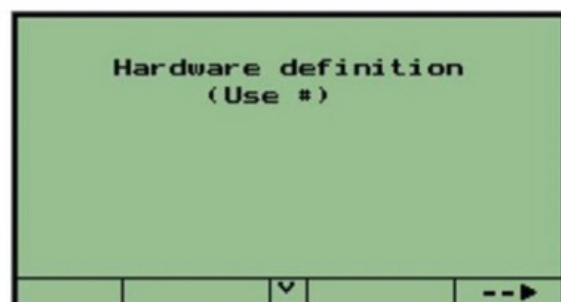 Hardware definition
(Use #)
v -->